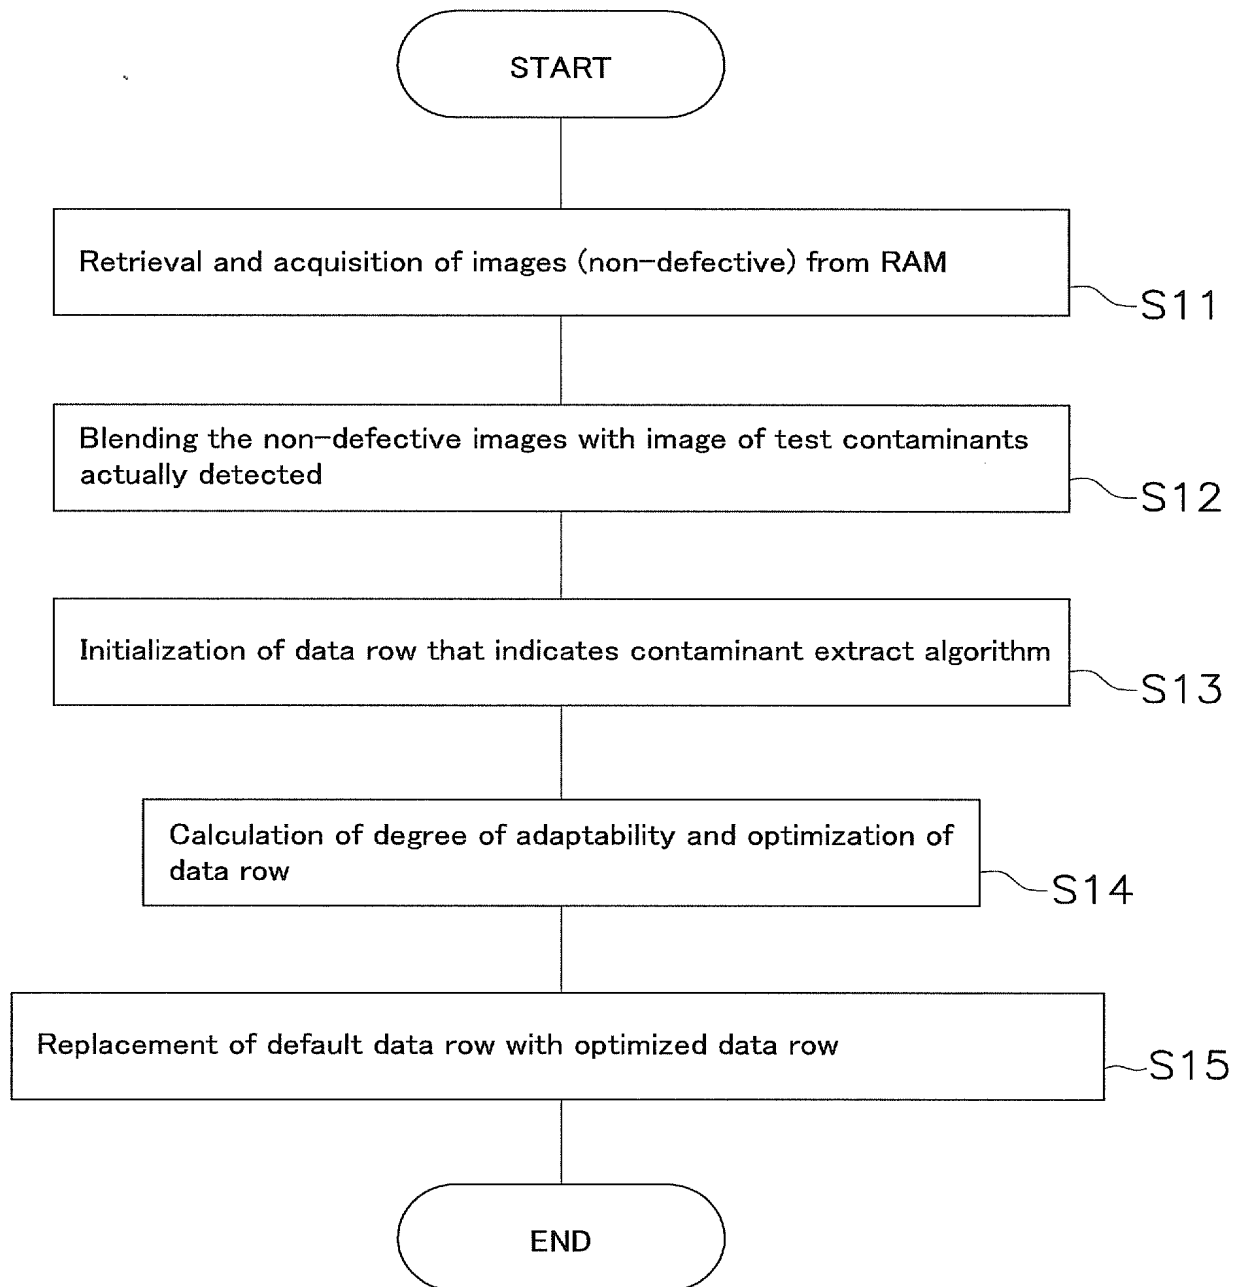 START
Retrieval and acquisition of images (non-defective) from RAM
S11
Blending the non-defective images with image of test contaminants
actually detected
S12
Initialization of data row that indicates contaminant extract algorithm
S13
Calculation of degree of adaptability and optimization of
data row
S14
Replacement of default data row with optimized data row
S15
END